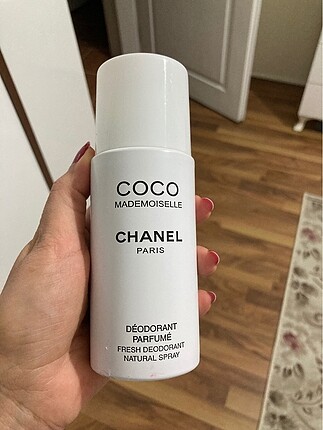 COCO
MADEMOISELLE
CHANEL
PARIS
DÉODORANT
PARFUMÉ
FRESH DEODORANT
NATURAL SPRAY